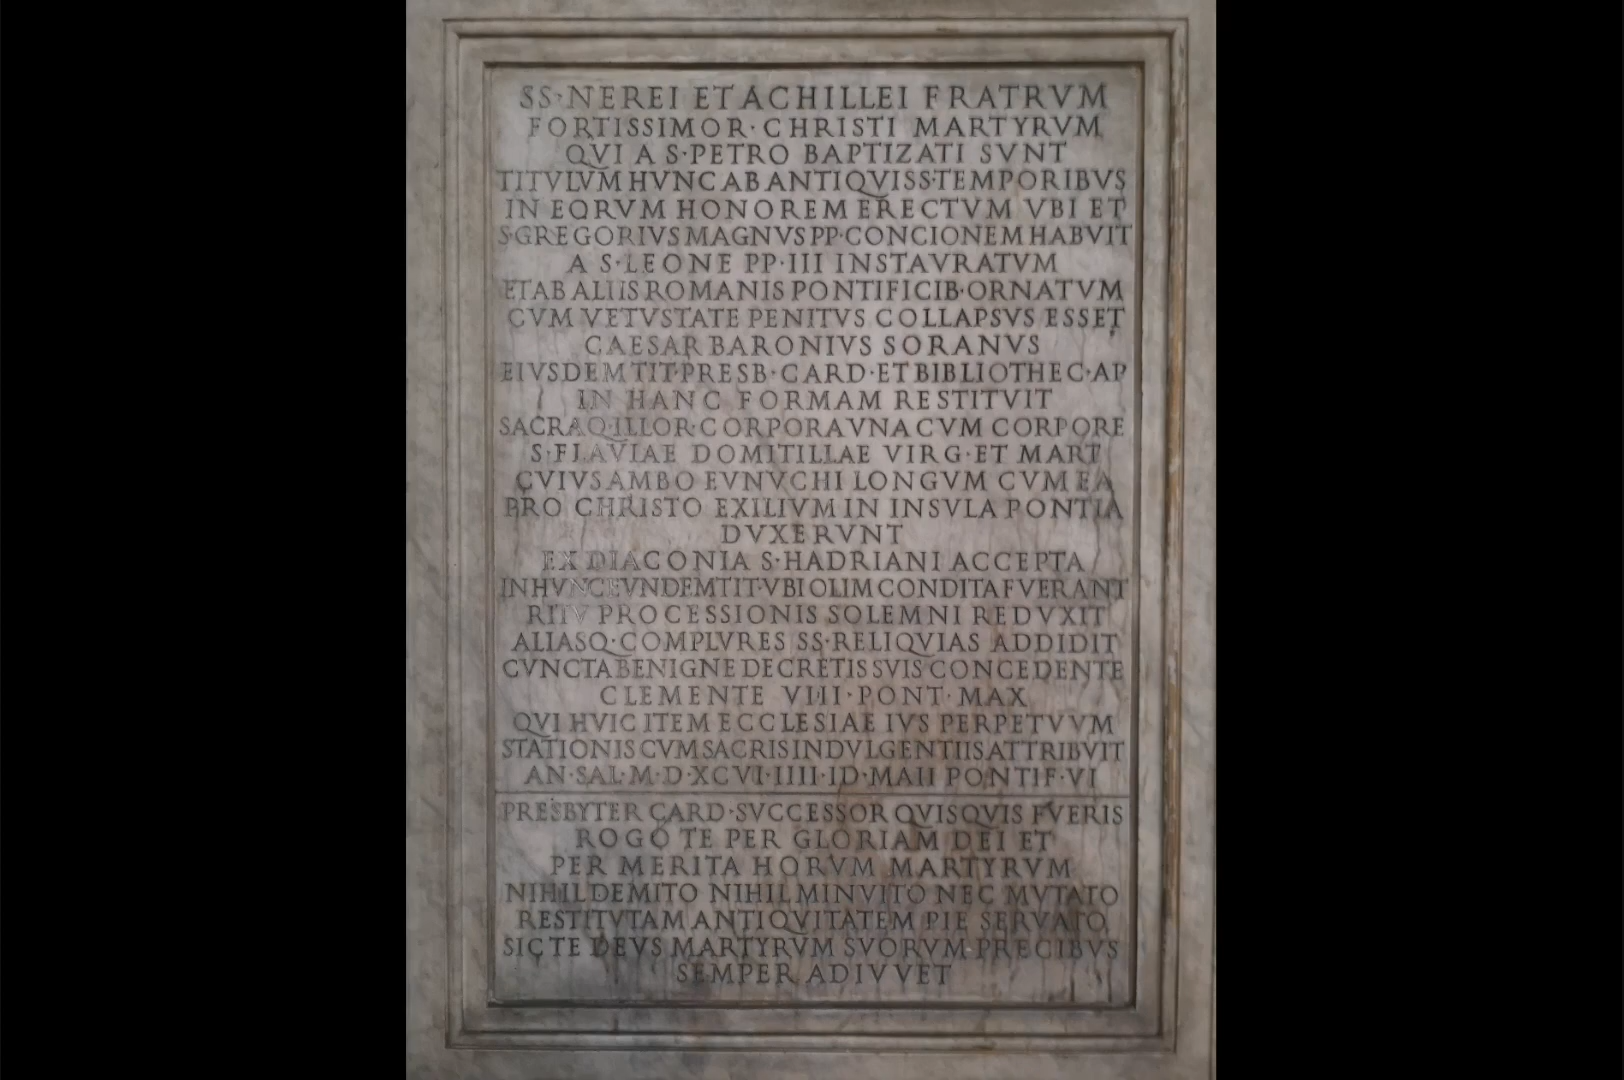 SS·NEREI ET ACHILLEI FRATRVM
FORTISSIMOR·CHRISTI MARTYRVM
QVI A S·PETRO BAPTIZATI SVNT
TITVLVM HVNC AB ANTIQVISS·TEMPORIBVS
IN EORVM HONOREM ERECTVM VBI ET
S·GREGORIVS MAGNVS PP·CONCIONEM HABVIT
A S·LEONE PP·III INSTAVRATVM
ET AB ALIIS ROMANIS PONTIFICIB·ORNATVM
CVM VETVSTATE PENITVS COLLAPSVS ESSET
CAESAR BARONIVS SORANVS
EIVSDEM TIT·PRESB·CARD·ET BIBLIOTHEC·AP
IN HANC FORMAM RESTITVIT
SACRAQ·ILLOR·CORPORA VNA CVM CORPORE
S·FLAVIAE DOMITILLAE VIRG·ET MART
CVIVS AMBO EVNVCHI LONGVM CVM EA
PRO CHRISTO EXILIVM IN INSVLA PONTIA
DVXERVNT
EX DIACONIA S·HADRIANI ACCEPTA
IN HVNC EVNDEM TIT·VBI OLIM CONDITA FVERANT
RITV PROCESSIONIS SOLEMNI REDVXIT
ALIASQ·COMPLVRES SS·RELIQVIAS ADDIDIT
CVNCTA BENIGNE DECRETIS SVIS CONCEDENTE
CLEMENTE VIII·PONT·MAX
QVI HVIC ITEM ECCLESIAE IVS PERPETVVM
STATIONIS CVM SACRIS INDVLGENTIIS ATTRIBVIT
AN·SAL·M·D·XCVI·IIII·ID·MAII PONTIF·VI
PRESBYTER CARD·SVCCESSOR QVISQVIS FVERIS
ROGO TE PER GLORIAM DEI ET
PER MERITA HORVM MARTYRVM
NIHIL DEMITO NIHIL MINVITO NEC MVTATO
RESTITVTAM ANTIQVITATEM PIE SERVATO
SIC TE DEVS MARTYRVM SVORVM PRECIBVS
SEMPER ADIVVET